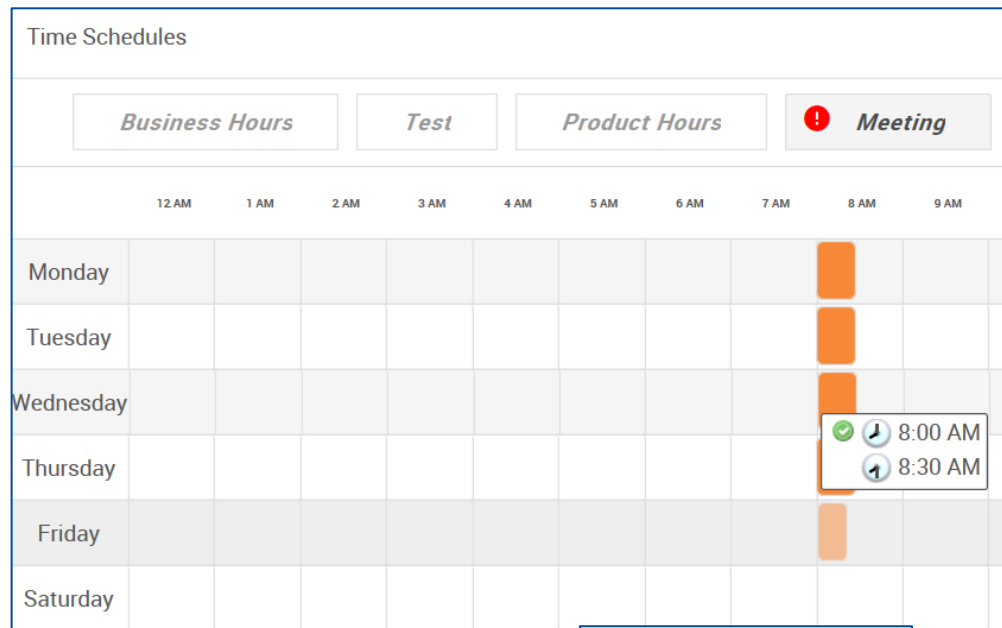 Time Schedules
Business Hours Test Product Hours Meeting
12 AM 1 AM 2 AM 3 AM 4 AM 5 AM 6 AM 7 AM 8 AM 9 AM
Monday
Tuesday
Wednesday
8:00 AM
Thursday
8:30 AM
Friday
Saturday